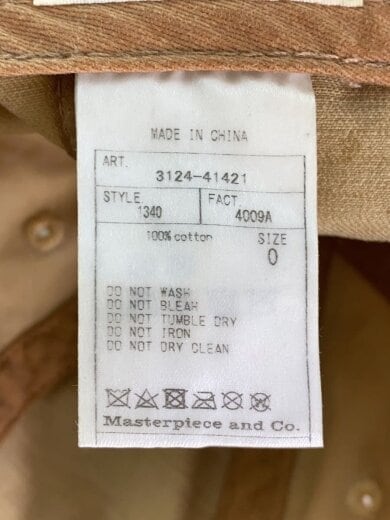 MADE IN CHINA
ART.
3124-41421
STYLE FACT.
1340 4009A
100% cotton SIZE
0
DO NOT WASH
DO NOT BLEAH
DO NOT TUMBLE DRY
DO NOT IRON
DO NOT DRY CLEAN
Masterpiece and Co.